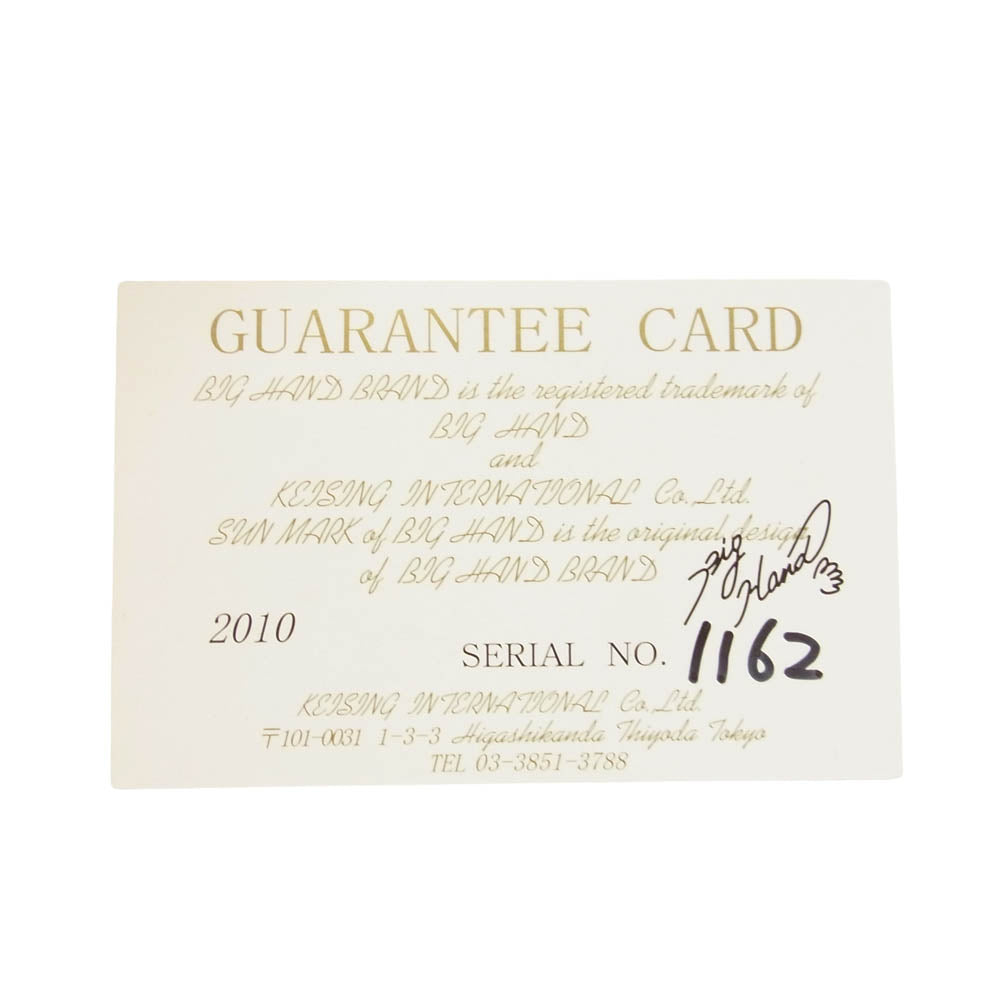 GUARANTEE CARD
BIG HAND BRAND is the registered trademark of
BIG HAND
and
KEISING INTERNATIONAL Co.,Ltd.
SUN MARK of BIG HAND is the original design
of BIG HAND BRAND
Big
Hand
2010
SERIAL NO. 1162
KEISING INTERNATIONAL Co.,Ltd.
〒101-0031 1-3-3 Higashikanda Thiyoda Tokyo
TEL 03-3851-3788